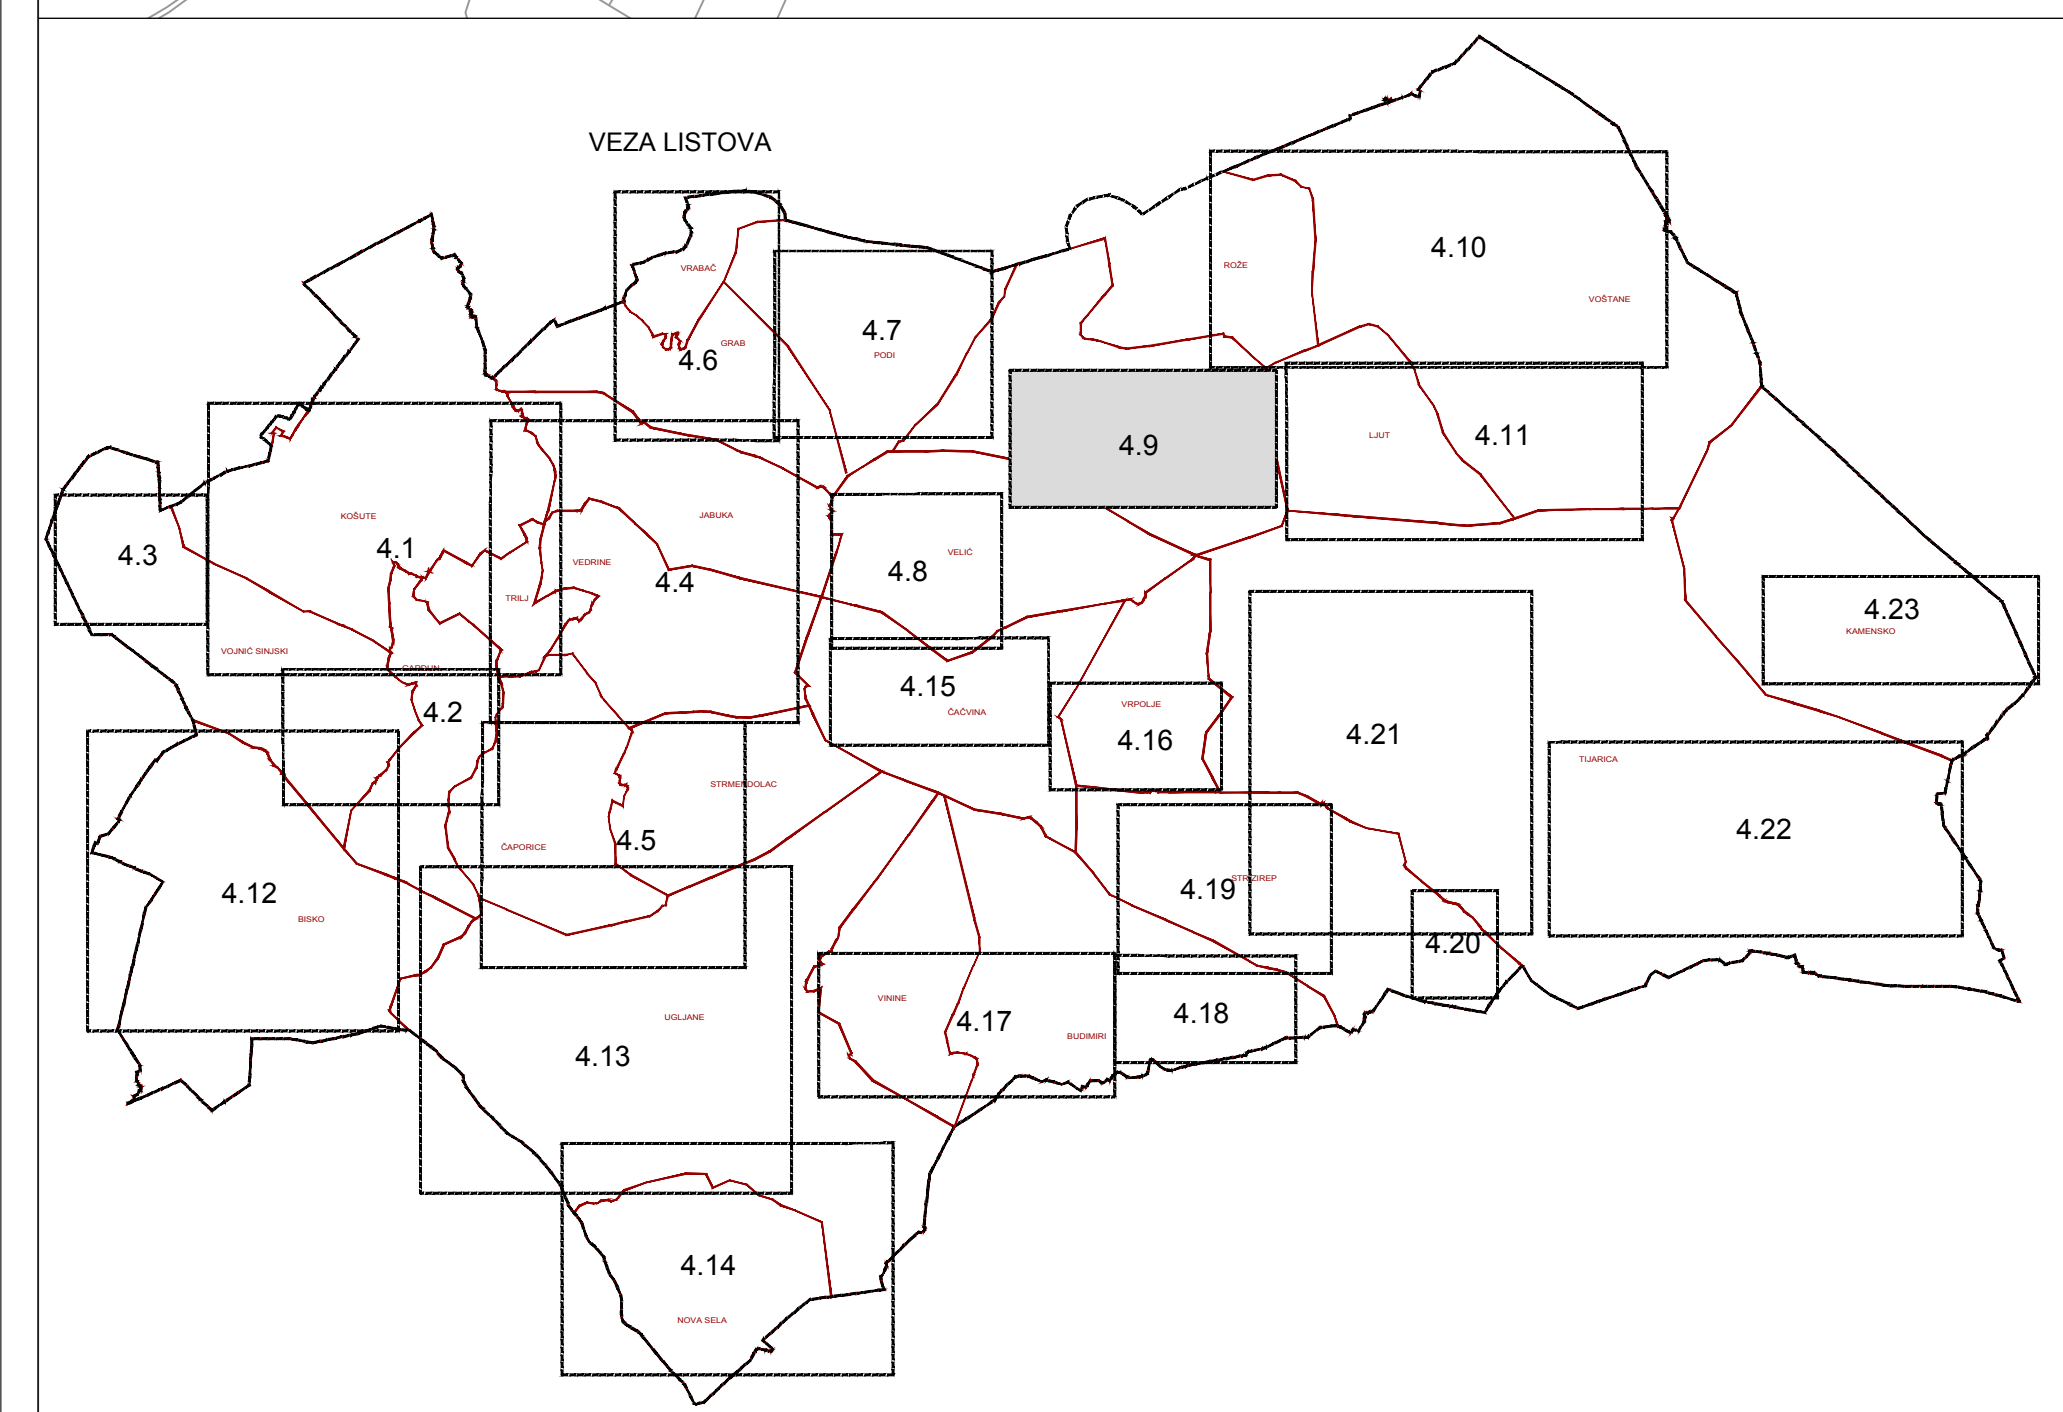 VEZA LISTOVA
4.10
VRABAČ
ROŽE
VOŠTANE
4.7
GRAB
PODI
4.6
4.9
LJUT
4.11
KOŠUTE
JABUKA
4.1
4.3
VELIĆ
VEDRINE
4.4
4.8
TRILJ
4.23
KAMENSKO
VOJNIĆ SINJSKI
GARDUN
4.15
4.2
ČAČVINA
VRPOLJE
4.16
4.21
TIJARICA
STRMENDOLAC
4.5
ČAPORICE
4.22
4.12
BISKO
4.19
STRIZIREP
4.20
VININE
UGLJANE
4.17
4.18
BUDIMIRI
4.13
4.14
NOVA SELA